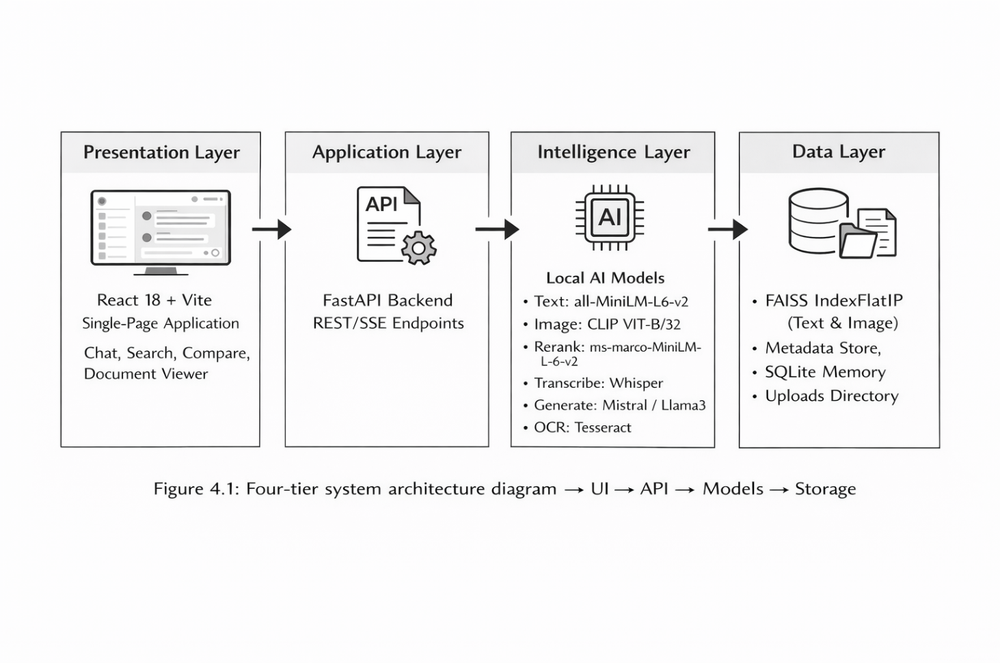 Presentation Layer
React 18 + Vite
Single-Page Application
Chat, Search, Compare,
Document Viewer
Application Layer
API
FastAPI Backend
REST/SSE Endpoints
Intelligence Layer
AI
Local AI Models
• Text: all-MiniLM-L6-v2
• Image: CLIP VIT-B/32
• Rerank: ms-marco-MiniLM-
L-6-v2
• Transcribe: Whisper
• Generate: Mistral / Llama3
• OCR: Tesseract
Data Layer
• FAISS IndexFlatIP
(Text & Image)
• Metadata Store,
• SQLite Memory
• Uploads Directory
Figure 4.1: Four-tier system architecture diagram → UI → API → Models → Storage